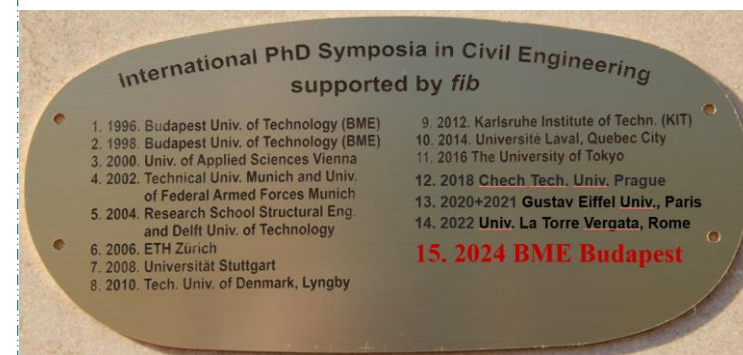 International PhD Symposia in Civil Engineering
supported by fib
1. 1996. Budapest Univ. of Technology (BME)
2. 1998. Budapest Univ. of Technology (BME)
3. 2000. Univ. of Applied Sciences Vienna
4. 2002. Technical Univ. Munich and Univ.
of Federal Armed Forces Munich
5. 2004. Research School Structural Eng.
and Delft Univ. of Technology
6. 2006. ETH Zürich
7. 2008. Universität Stuttgart
8. 2010. Tech. Univ. of Denmark, Lyngby
9. 2012. Karlsruhe Institute of Techn. (KIT)
10. 2014. Université Laval, Quebec City
11. 2016 The University of Tokyo
12. 2018 Chech Tech. Univ. Prague
13. 2020+2021 Gustav Eiffel Univ., Paris
14. 2022 Univ. La Torre Vergata, Rome
15. 2024 BME Budapest